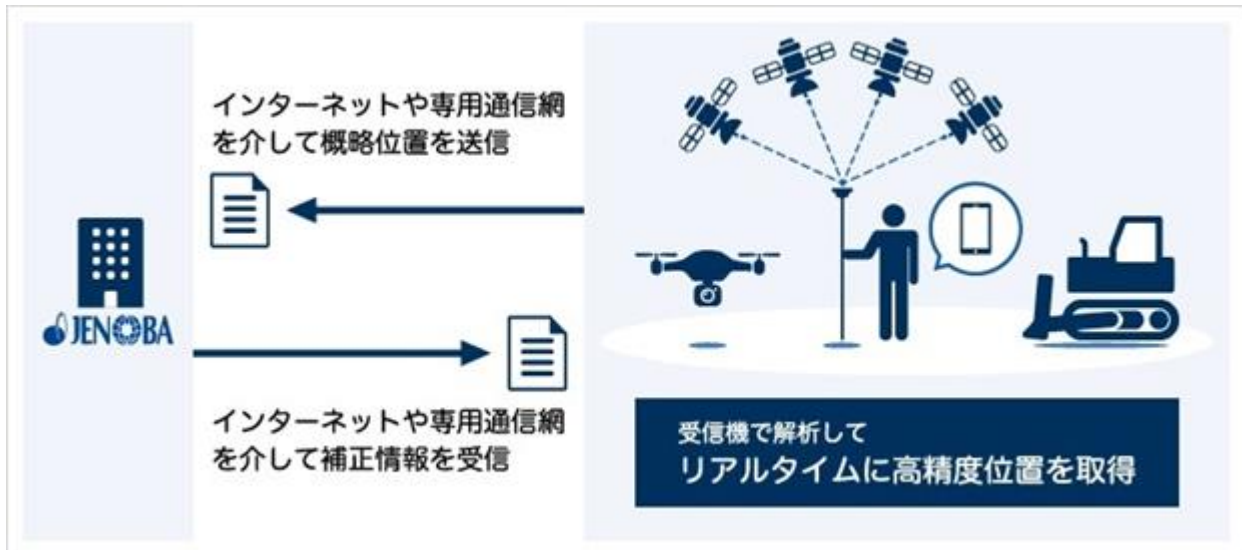 インターネットや専用通信網
を介して概略位置を送信
JENOBA
インターネットや専用通信網
を介して補正情報を受信
受信機で解析して
リアルタイムに高精度位置を取得